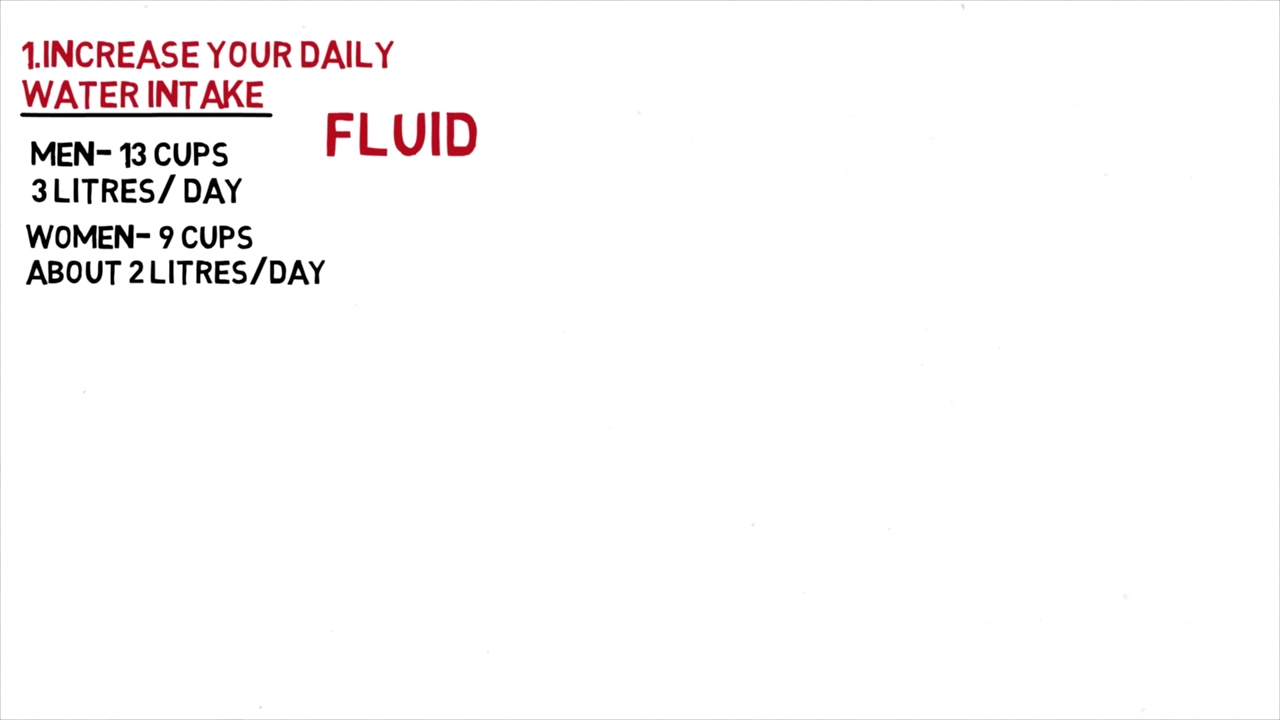 1.INCREASE YOUR DAILY
WATER INTAKE
FLUID
MEN- 13 CUPS
3 LITRES/ DAY
WOMEN- 9 CUPS
ABOUT 2 LITRES/DAY